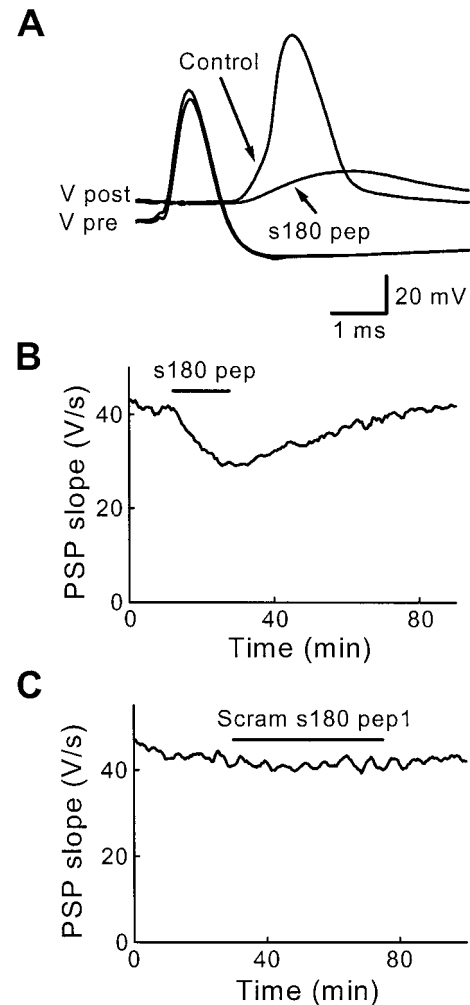 A
Control
V post
V pre
s180 pep
20 mV
1 ms
B
s180 pep
PSP slope (V/s)
40
20
0
0
40
80
Time (min)
C
Scram s180 pep1
PSP slope (V/s)
40
20
0
0
40
80
Time (min)